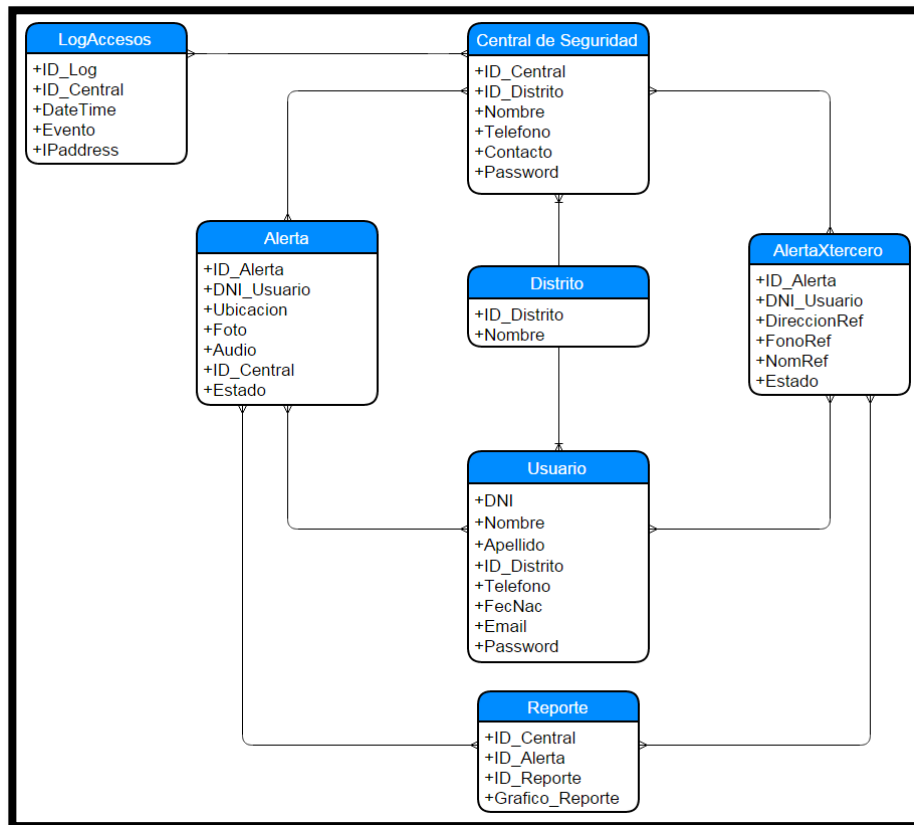 LogAccesos
+ID_Log
+ID_Central
+DateTime
+Evento
+IPaddress
Central de Seguridad
+ID_Central
+ID_Distrito
+Nombre
+Telefono
+Contacto
+Password
Alerta
+ID_Alerta
+DNI_Usuario
+Ubicacion
+Foto
+Audio
+ID_Central
+Estado
Distrito
+ID_Distrito
+Nombre
AlertaXtercero
+ID_Alerta
+DNI_Usuario
+DireccionRef
+FonoRef
+NomRef
+Estado
Usuario
+DNI
+Nombre
+Apellido
+ID_Distrito
+Telefono
+FecNac
+Email
+Password
Reporte
+ID_Central
+ID_Alerta
+ID_Reporte
+Grafico_Reporte